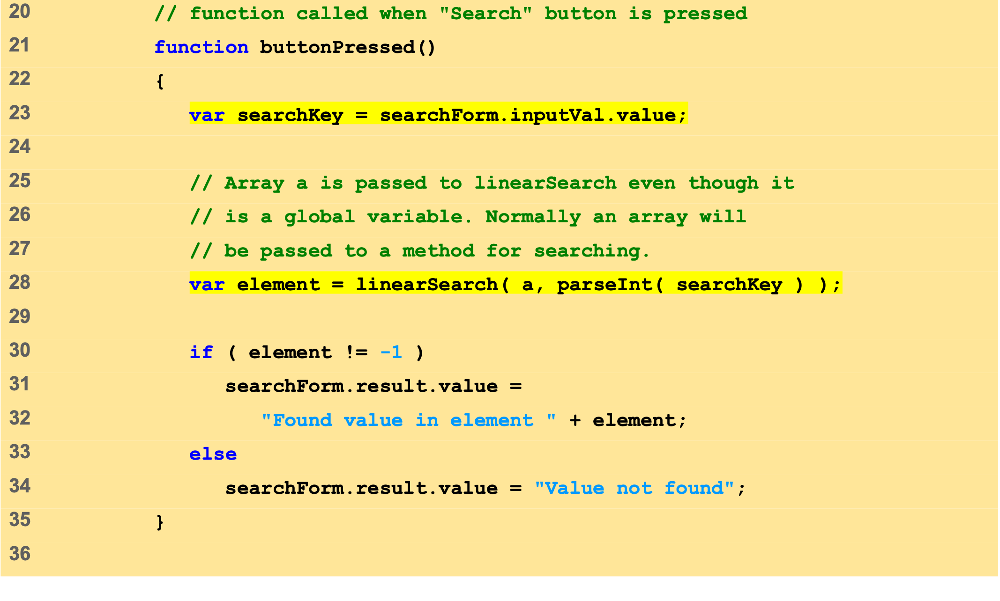 20 // function called when "Search" button is pressed
21 function buttonPressed()
22 {
23 var searchKey = searchForm.inputVal.value;
24
25 // Array a is passed to linearSearch even though it
26 // is a global variable. Normally an array will
27 // be passed to a method for searching.
28 var element = linearSearch( a, parseInt( searchKey ) );
29
30 if ( element != -1 )
31 searchForm.result.value =
32 "Found value in element " + element;
33 else
34 searchForm.result.value = "Value not found";
35 }
36